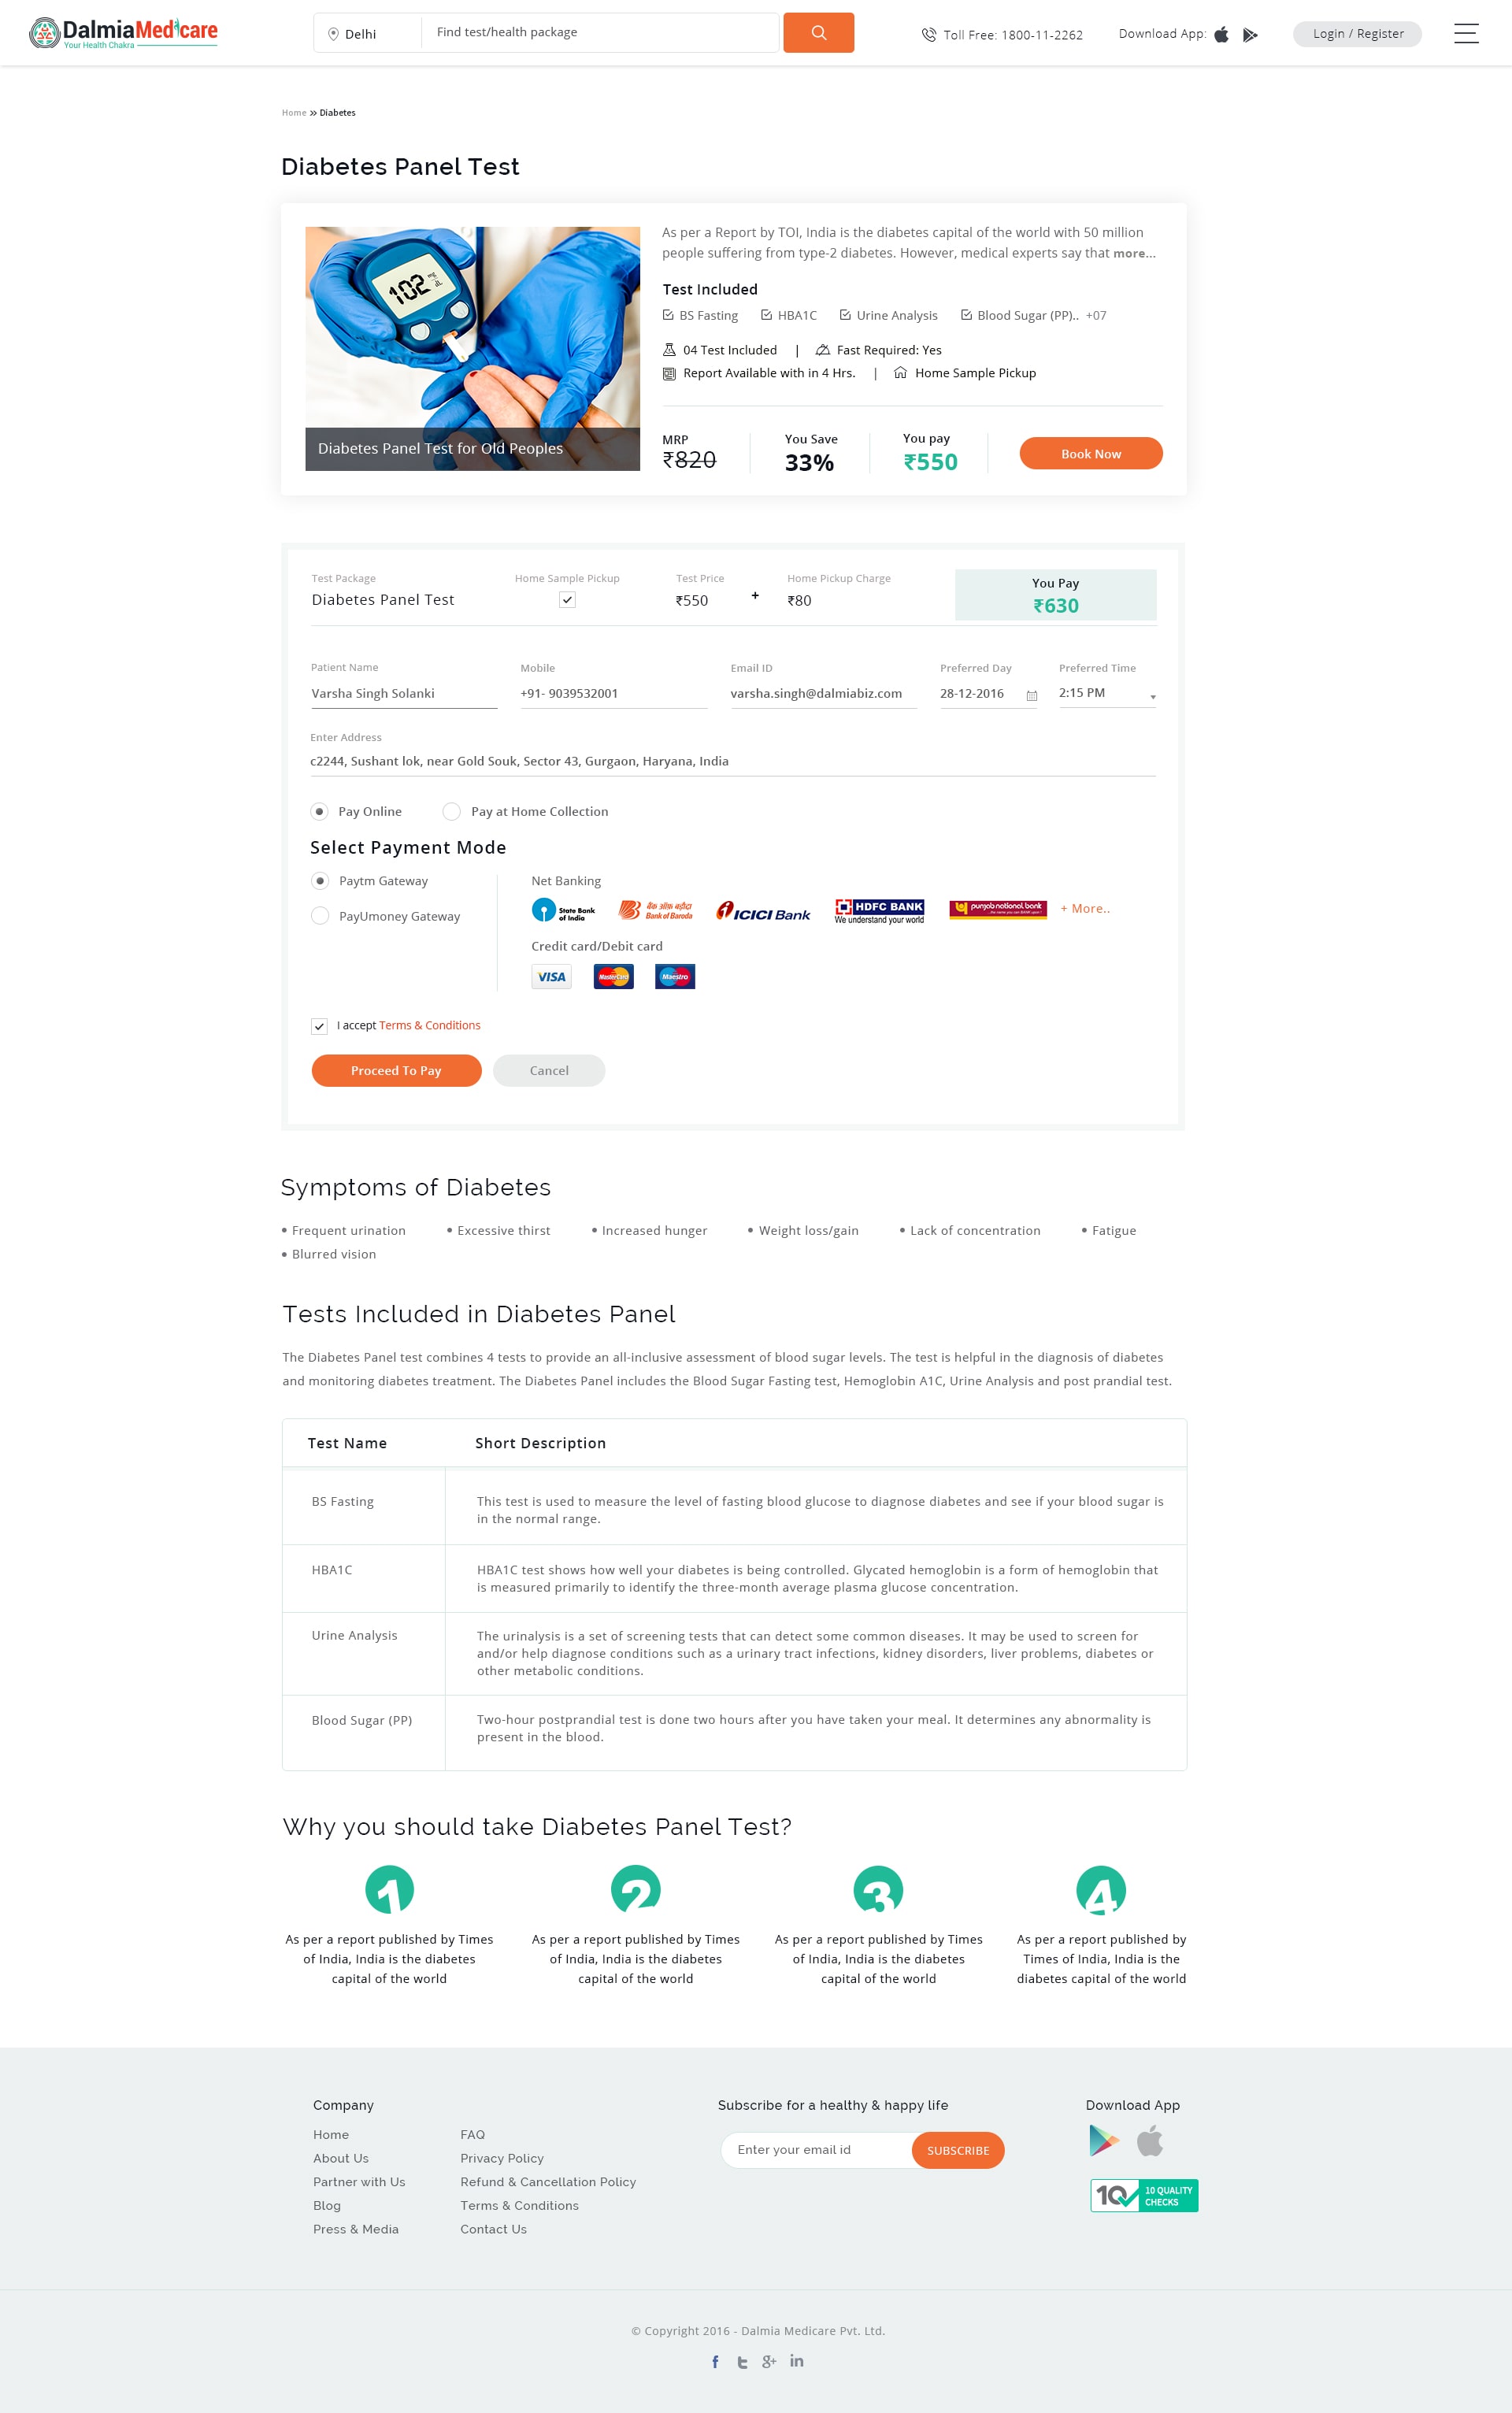 DalmiaMedicare
Your Health Chakra
Delhi
Find test/health package
Toll Free: 1800-11-2262
Download App:
Login / Register
Home » Diabetes
Diabetes Panel Test
102
mg
dL
Diabetes Panel Test for Old Peoples
As per a Report by TOI, India is the diabetes capital of the world with 50 million
people suffering from type-2 diabetes. However, medical experts say that more...
Test Included
BS Fasting HBA1C Urine Analysis Blood Sugar (PP).. +07
04 Test Included | Fast Required: Yes
Report Available with in 4 Hrs. | Home Sample Pickup
MRP You Save You pay
₹820 33% ₹550 Book Now
Test Package Home Sample Pickup Test Price Home Pickup Charge You Pay
Diabetes Panel Test ₹550 + ₹80 ₹630
Patient Name Mobile Email ID Preferred Day Preferred Time
Varsha Singh Solanki +91- 9039532001 varsha.singh@dalmiabiz.com 28-12-2016 2:15 PM
Enter Address
c2244, Sushant lok, near Gold Souk, Sector 43, Gurgaon, Haryana, India
Pay Online Pay at Home Collection
Select Payment Mode
Paytm Gateway
PayUmoney Gateway
Net Banking
State Bank of India
बैंक ऑफ़ बड़ौदा
Bank of Baroda
ICICI Bank
HDFC BANK
We understand your world
punjab national bank
...the name you can BANK upon!
+ More..
Credit card/Debit card
VISA MasterCard Maestro
I accept Terms & Conditions
Proceed To Pay Cancel
Symptoms of Diabetes
• Frequent urination • Excessive thirst • Increased hunger • Weight loss/gain • Lack of concentration • Fatigue
• Blurred vision
Tests Included in Diabetes Panel
The Diabetes Panel test combines 4 tests to provide an all-inclusive assessment of blood sugar levels. The test is helpful in the diagnosis of diabetes
and monitoring diabetes treatment. The Diabetes Panel includes the Blood Sugar Fasting test, Hemoglobin A1C, Urine Analysis and post prandial test.
Test Name Short Description
BS Fasting
This test is used to measure the level of fasting blood glucose to diagnose diabetes and see if your blood sugar is
in the normal range.
HBA1C
HBA1C test shows how well your diabetes is being controlled. Glycated hemoglobin is a form of hemoglobin that
is measured primarily to identify the three-month average plasma glucose concentration.
Urine Analysis
The urinalysis is a set of screening tests that can detect some common diseases. It may be used to screen for
and/or help diagnose conditions such as a urinary tract infections, kidney disorders, liver problems, diabetes or
other metabolic conditions.
Blood Sugar (PP)
Two-hour postprandial test is done two hours after you have taken your meal. It determines any abnormality is
present in the blood.
Why you should take Diabetes Panel Test?
1
As per a report published by Times
of India, India is the diabetes
capital of the world
2
As per a report published by Times
of India, India is the diabetes
capital of the world
3
As per a report published by Times
of India, India is the diabetes
capital of the world
4
As per a report published by
Times of India, India is the
diabetes capital of the world
Company
Home
About Us
Partner with Us
Blog
Press & Media
FAQ
Privacy Policy
Refund & Cancellation Policy
Terms & Conditions
Contact Us
Subscribe for a healthy & happy life
Enter your email id
SUBSCRIBE
Download App
10 10 QUALITY
CHECKS
© Copyright 2016 - Dalmia Medicare Pvt. Ltd.
f t g+ in